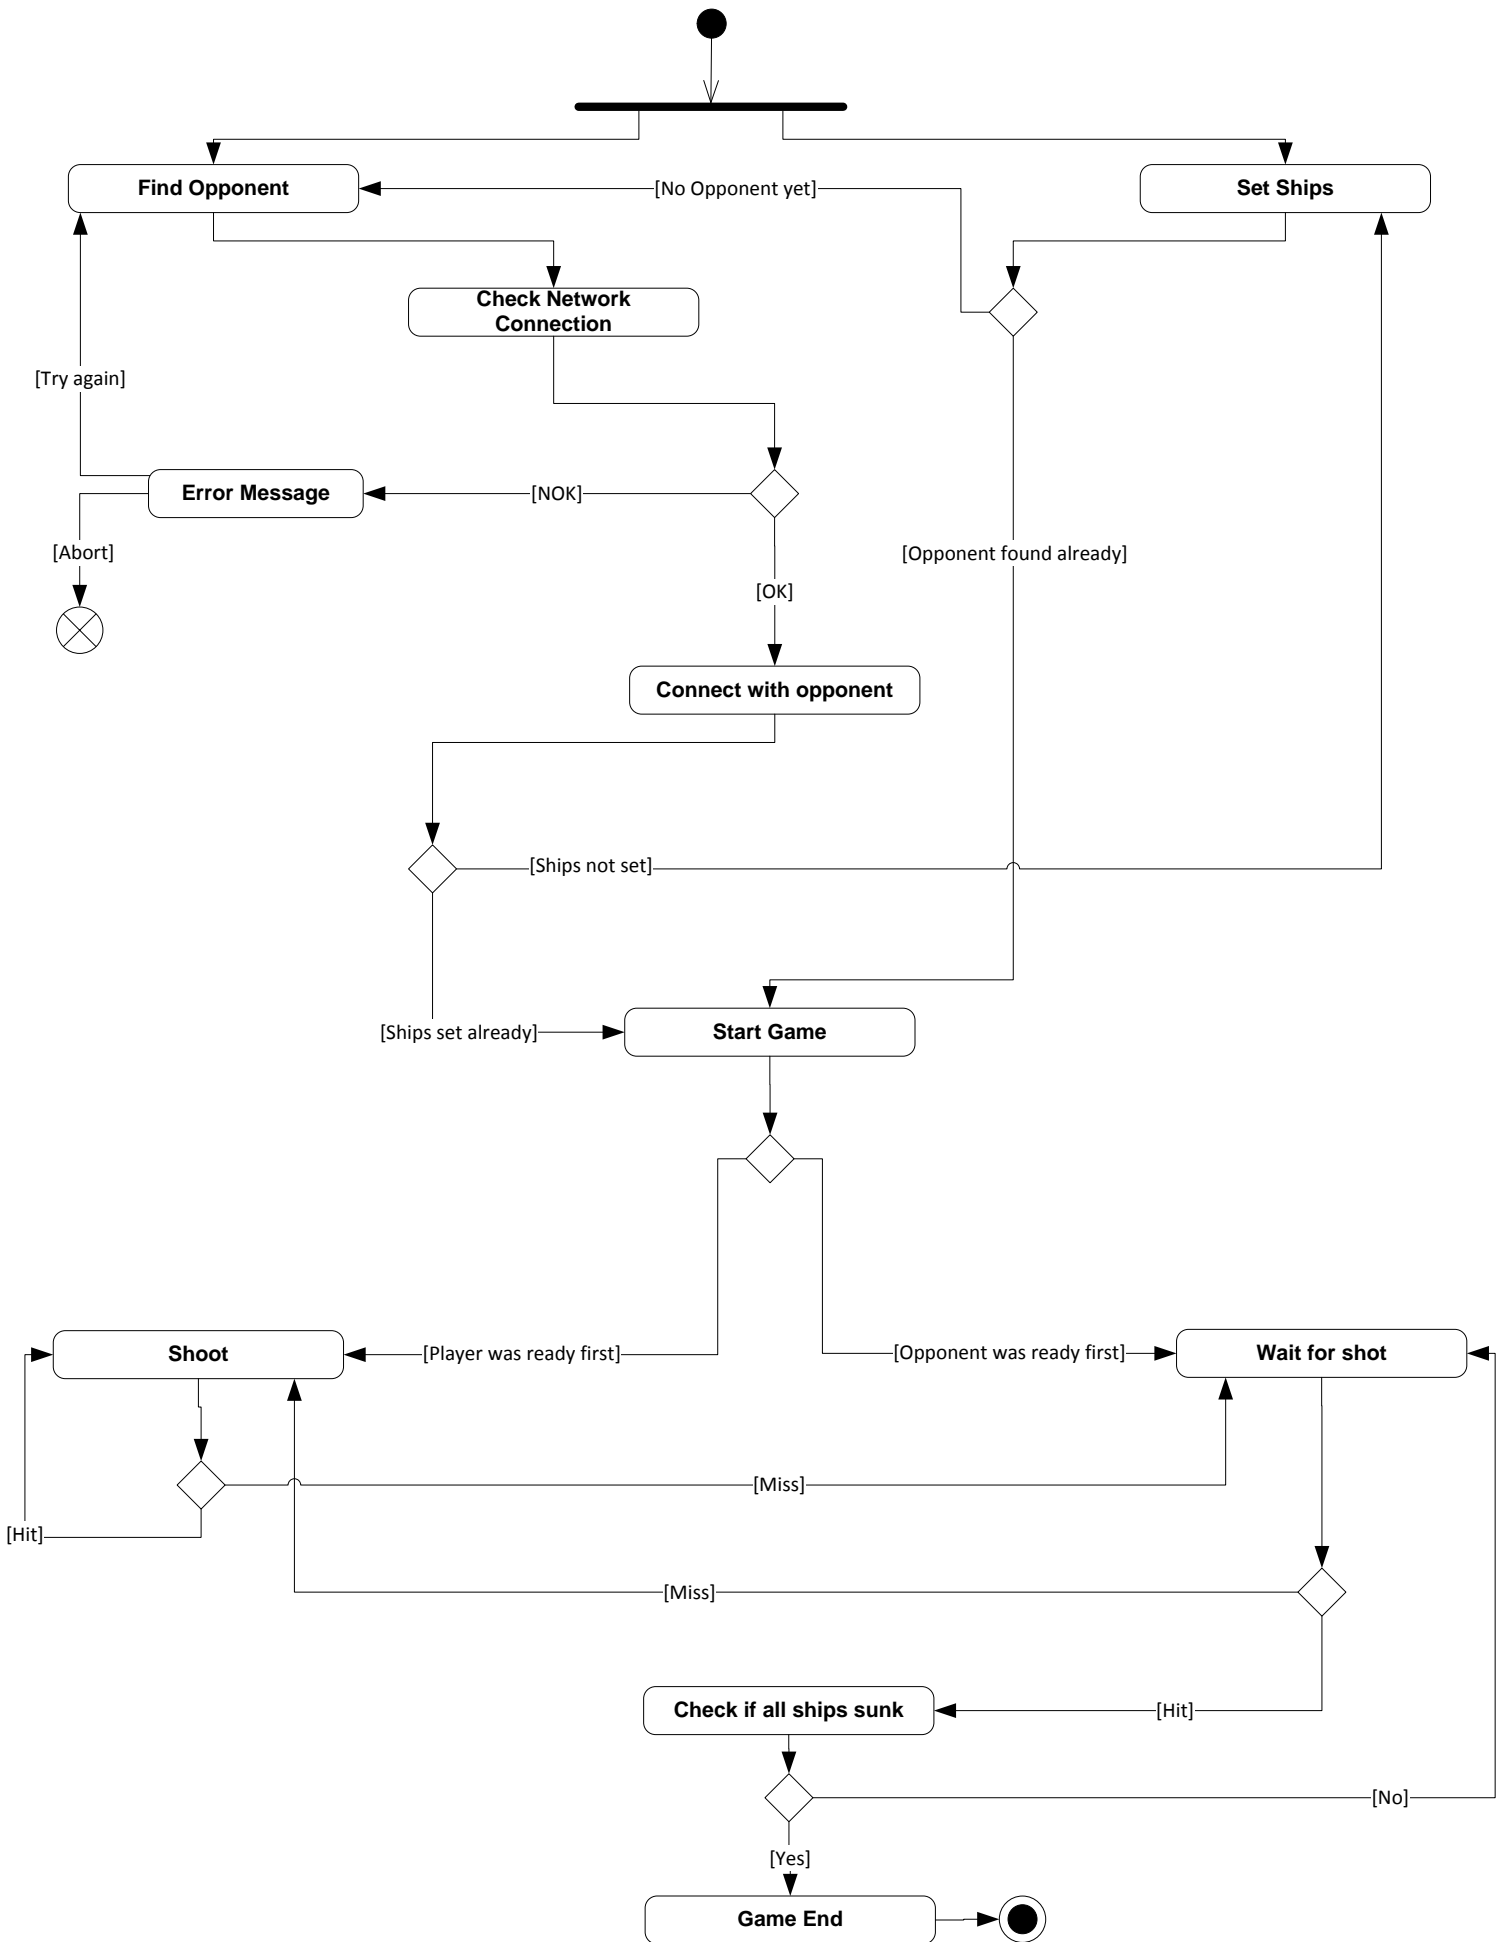 Find Opponent
[No Opponent yet]
Set Ships
Check Network
Connection
[Try again]
Error Message
[NOK]
[Abort]
[Opponent found already]
[OK]
Connect with opponent
[Ships not set]
[Ships set already]
Start Game
Shoot
[Player was ready first]
[Opponent was ready first]
Wait for shot
[Miss]
[Hit]
[Miss]
Check if all ships sunk
[Hit]
[No]
[Yes]
Game End